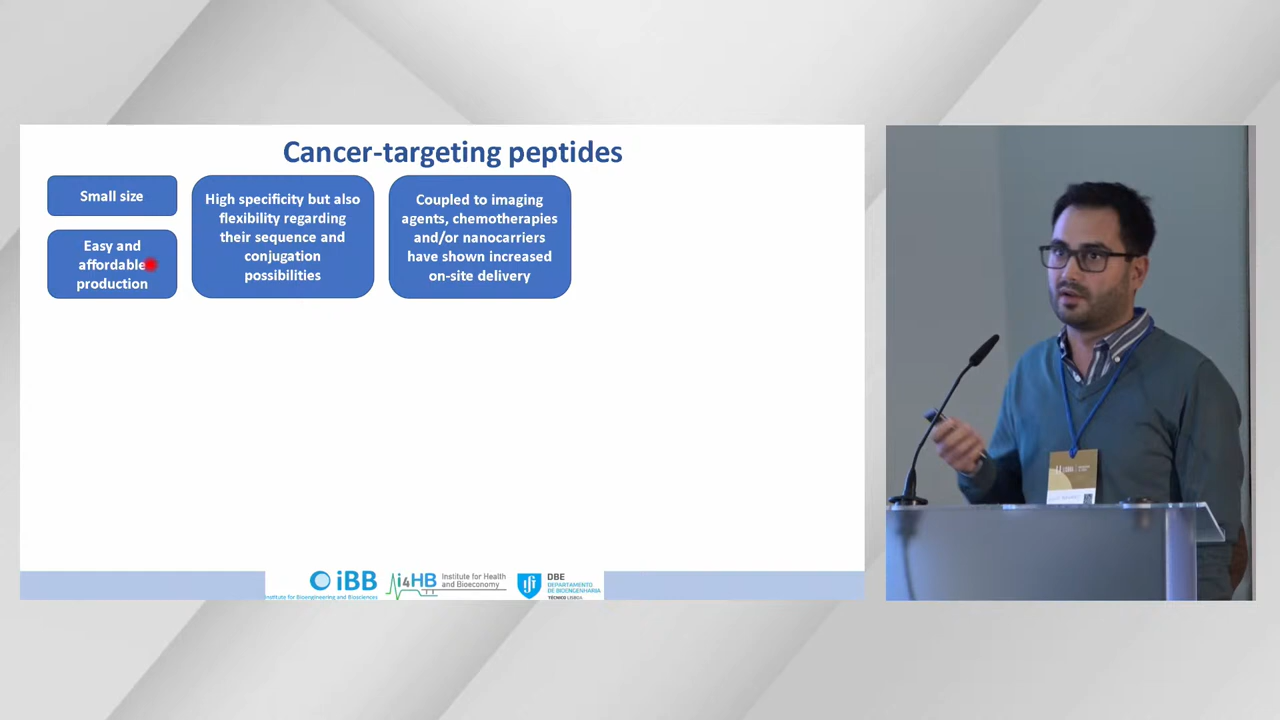 Cancer-targeting peptides
Small size
Easy and
affordable
production
High specificity but also
flexibility regarding
their sequence and
conjugation
possibilities
Coupled to imaging
agents, chemotherapies
and/or nanocarriers
have shown increased
on-site delivery
iBB
Institute for Bioengineering and Biosciences
i4HB
Institute for Health
and Bioeconomy
DBE
DEPARTAMENTO
DE BIOENGENHARIA
TÉCNICO LISBOA